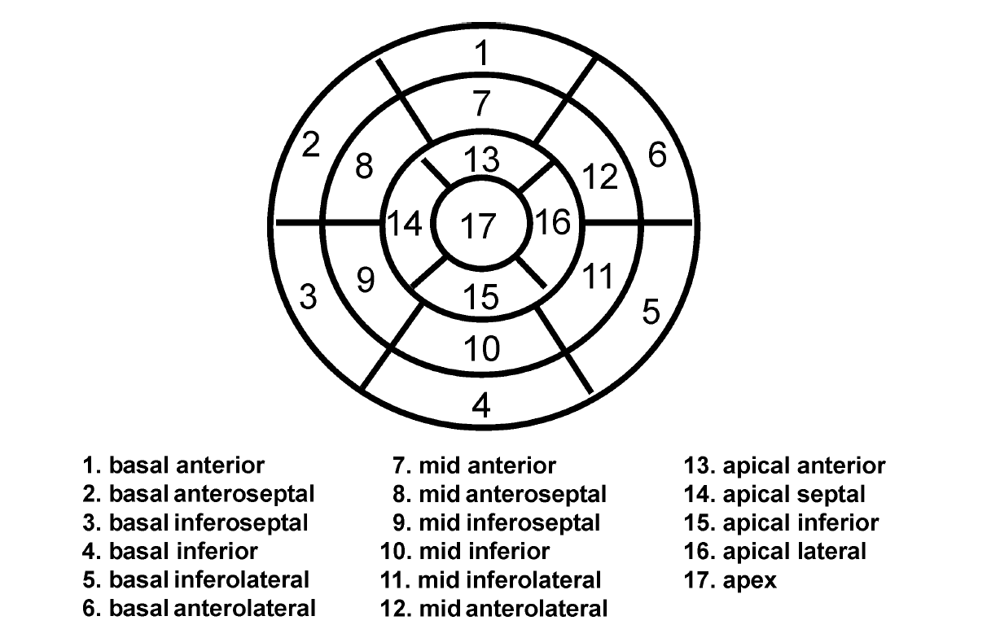 1
7
2
8
13
12
6
14
17
16
9
11
3
15
5
10
4
1. basal anterior
2. basal anteroseptal
3. basal inferoseptal
4. basal inferior
5. basal inferolateral
6. basal anterolateral
7. mid anterior
8. mid anteroseptal
9. mid inferoseptal
10. mid inferior
11. mid inferolateral
12. mid anterolateral
13. apical anterior
14. apical septal
15. apical inferior
16. apical lateral
17. apex